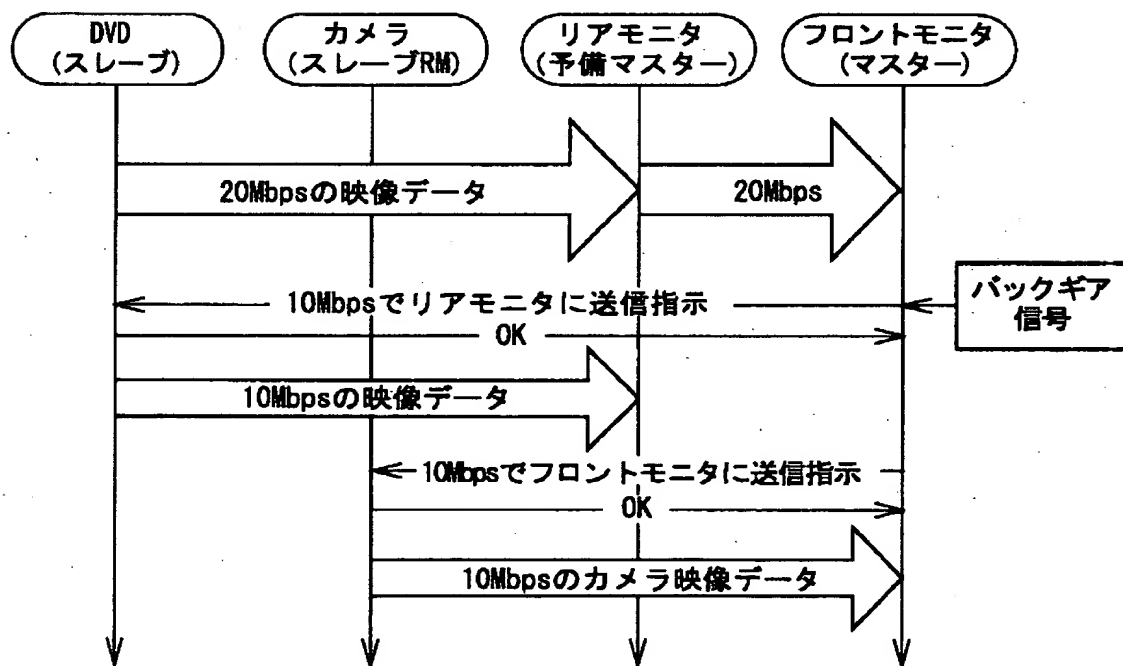 DVD
(スレーブ)
カメラ
(スレーブRM)
リアモニタ
(予備マスター)
フロントモニタ
(マスター)
20Mbpsの映像データ
20Mbps
10Mbpsでリアモニタに送信指示
バックギア
信号
OK
10Mbpsの映像データ
10Mbpsでフロントモニタに送信指示
OK
10Mbpsのカメラ映像データ